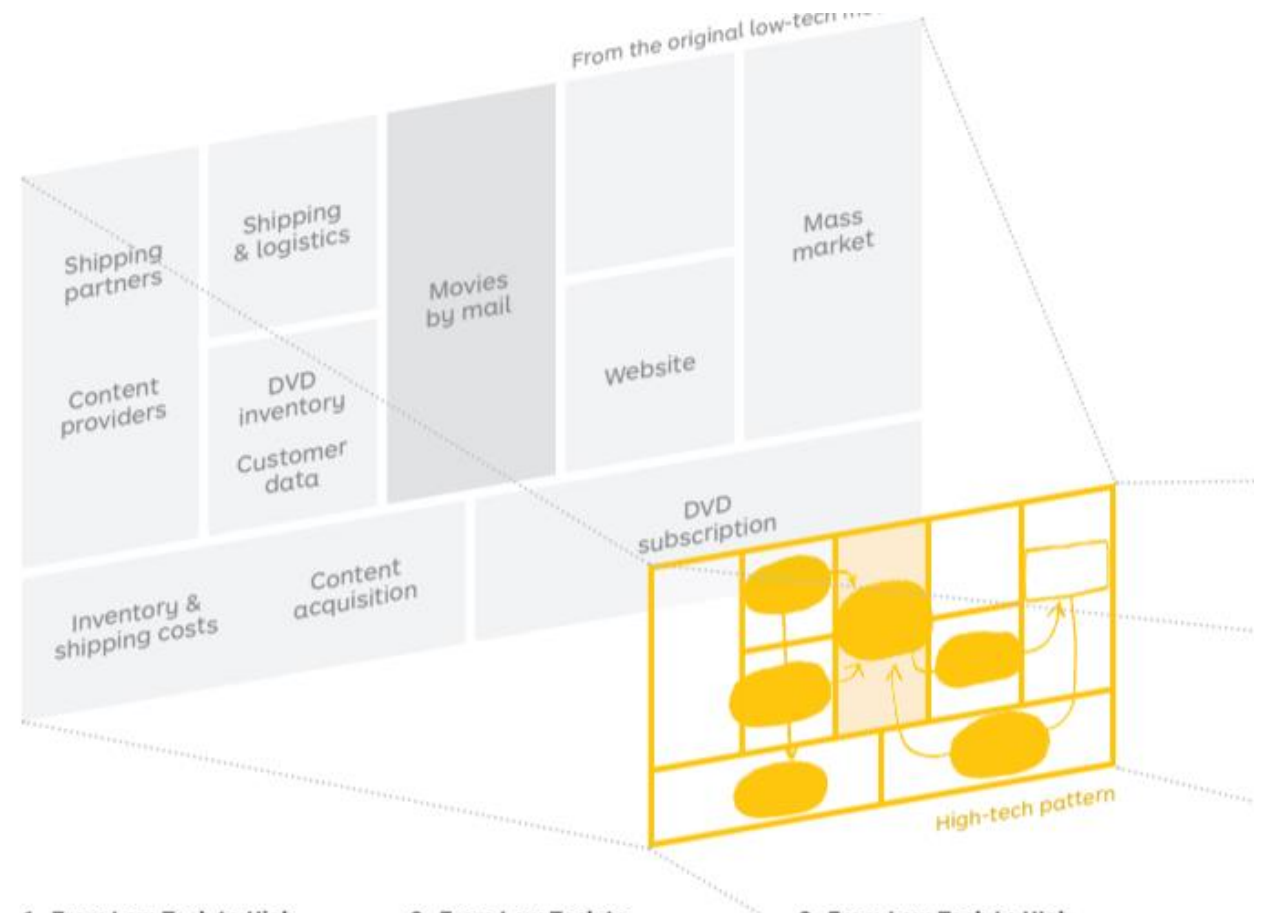 From the original low-tech
Shipping
partners
Content
providers
Shipping
& logistics
DVD
inventory
Customer
data
Movies
by mail
Website
Mass
market
Inventory &
shipping costs
Content
acquisition
DVD
subscription
High-tech pattern